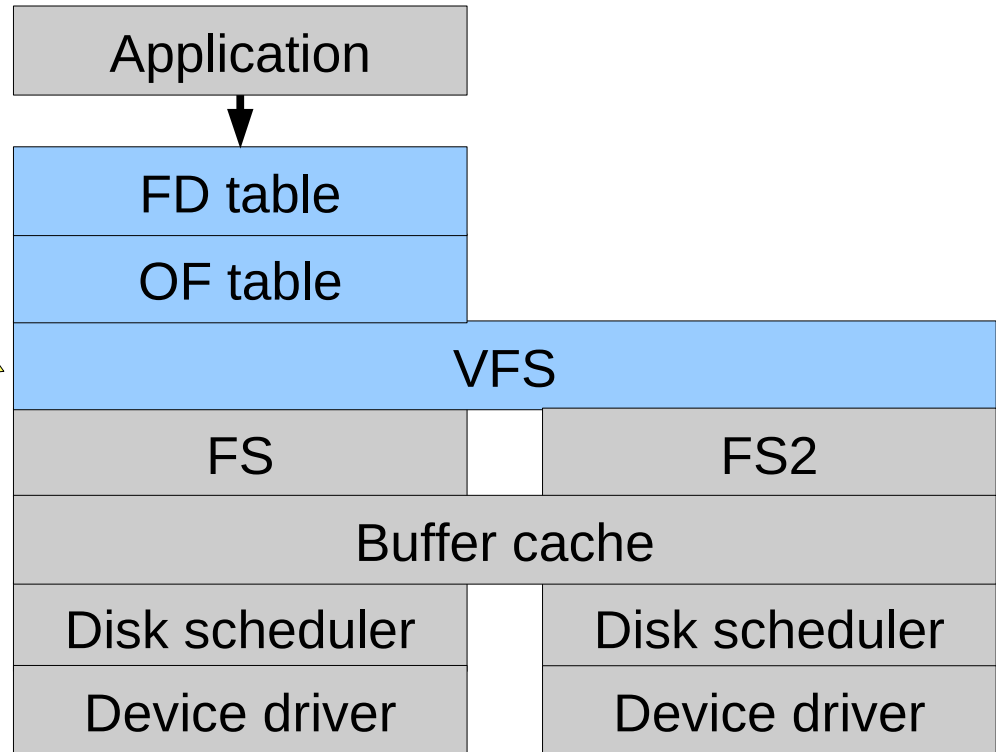 Application
FD table
OF table
VFS
FS
FS2
Buffer cache
Disk scheduler
Disk scheduler
Device driver
Device driver